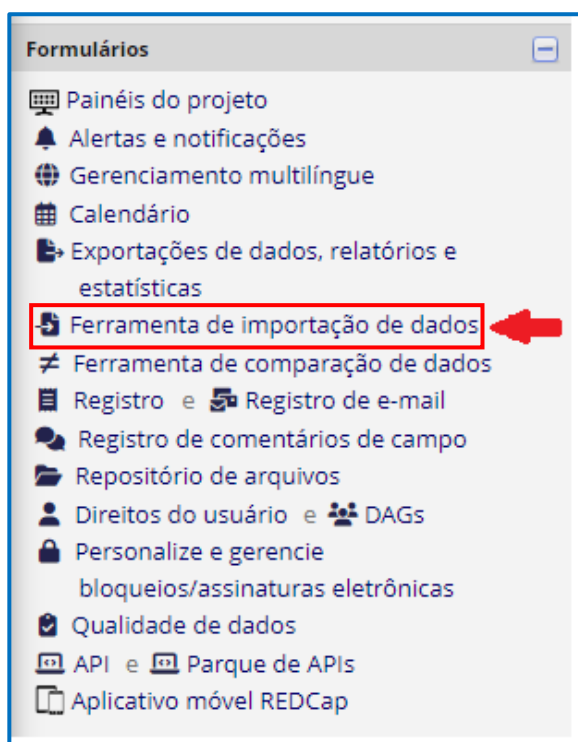 Formulários
Painéis do projeto
Alertas e notificações
Gerenciamento multilíngue
Calendário
Exportações de dados, relatórios e
estatísticas
Ferramenta de importação de dados
≠ Ferramenta de comparação de dados
Registro e Registro de e-mail
Registro de comentários de campo
Repositório de arquivos
Direitos do usuário e DAGs
Personalize e gerencie
bloqueios/assinaturas eletrônicas
Qualidade de dados
API e Parque de APIs
Aplicativo móvel REDCap